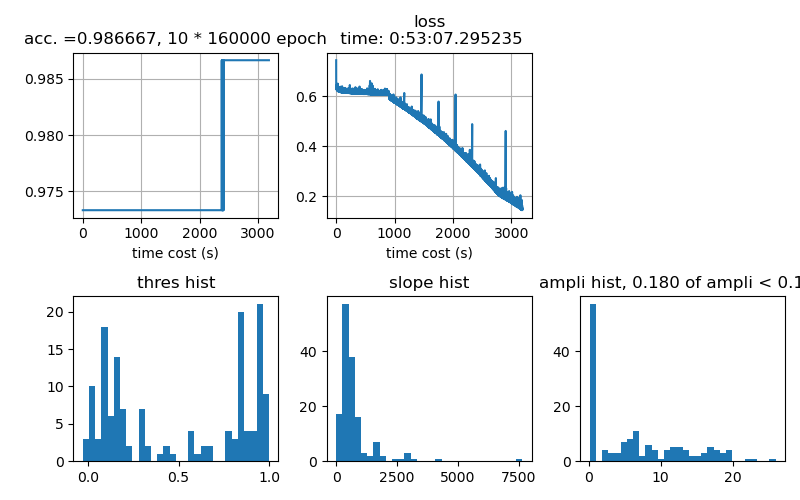 acc. =0.986667, 10 * 160000 epoch
loss
time: 0:53:07.295235
0.985
0.980
0.975
0 1000 2000 3000
time cost (s)
0.6
0.4
0.2
0 1000 2000 3000
time cost (s)
thres hist
20
15
10
5
0
0.0 0.5 1.0
slope hist
40
20
0
0 2500 5000 7500
ampli hist, 0.180 of ampli < 0.1
40
20
0
0 10 20